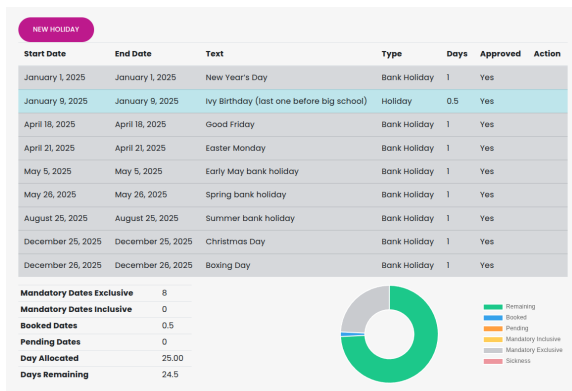 NEW HOLIDAY
Start Date End Date Text Type Days Approved Action
January 1, 2025 January 1, 2025 New Year's Day Bank Holiday 1 Yes
January 9, 2025 January 9, 2025 Ivy Birthday (last one before big school) Holiday 0.5 Yes
April 18, 2025 April 18, 2025 Good Friday Bank Holiday 1 Yes
April 21, 2025 April 21, 2025 Easter Monday Bank Holiday 1 Yes
May 5, 2025 May 5, 2025 Early May bank holiday Bank Holiday 1 Yes
May 26, 2025 May 26, 2025 Spring bank holiday Bank Holiday 1 Yes
August 25, 2025 August 25, 2025 Summer bank holiday Bank Holiday 1 Yes
December 25, 2025 December 25, 2025 Christmas Day Bank Holiday 1 Yes
December 26, 2025 December 26, 2025 Boxing Day Bank Holiday 1 Yes
Mandatory Dates Exclusive 8
Mandatory Dates Inclusive 0
Booked Dates 0.5
Pending Dates 0
Day Allocated 25.00
Days Remaining 24.5
Remaining
Booked
Pending
Mandatory Inclusive
Mandatory Exclusive
Sickness